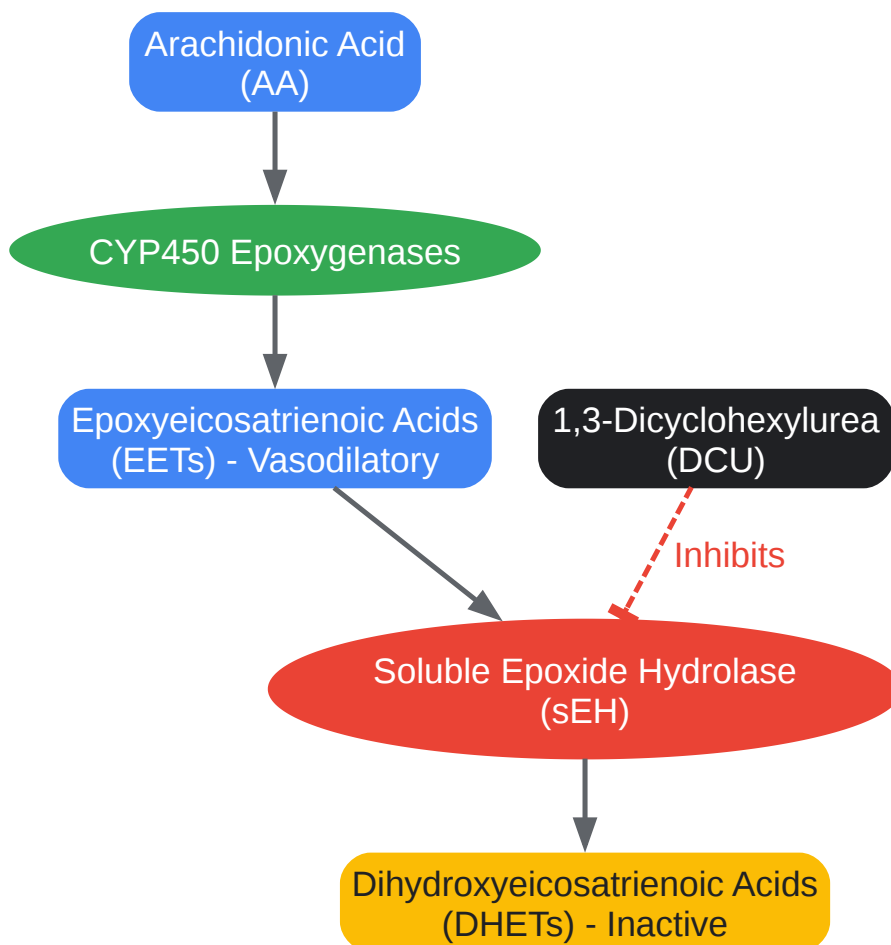 Arachidonic Acid
(AA)
CYP450 Epoxygenases
Epoxyeicosatrienoic Acids
(EETs) - Vasodilatory
1,3-Dicyclohexylurea
(DCU)
Inhibits
Soluble Epoxide Hydrolase
(sEH)
Dihydroxyeicosatrienoic Acids
(DHETs) - Inactive